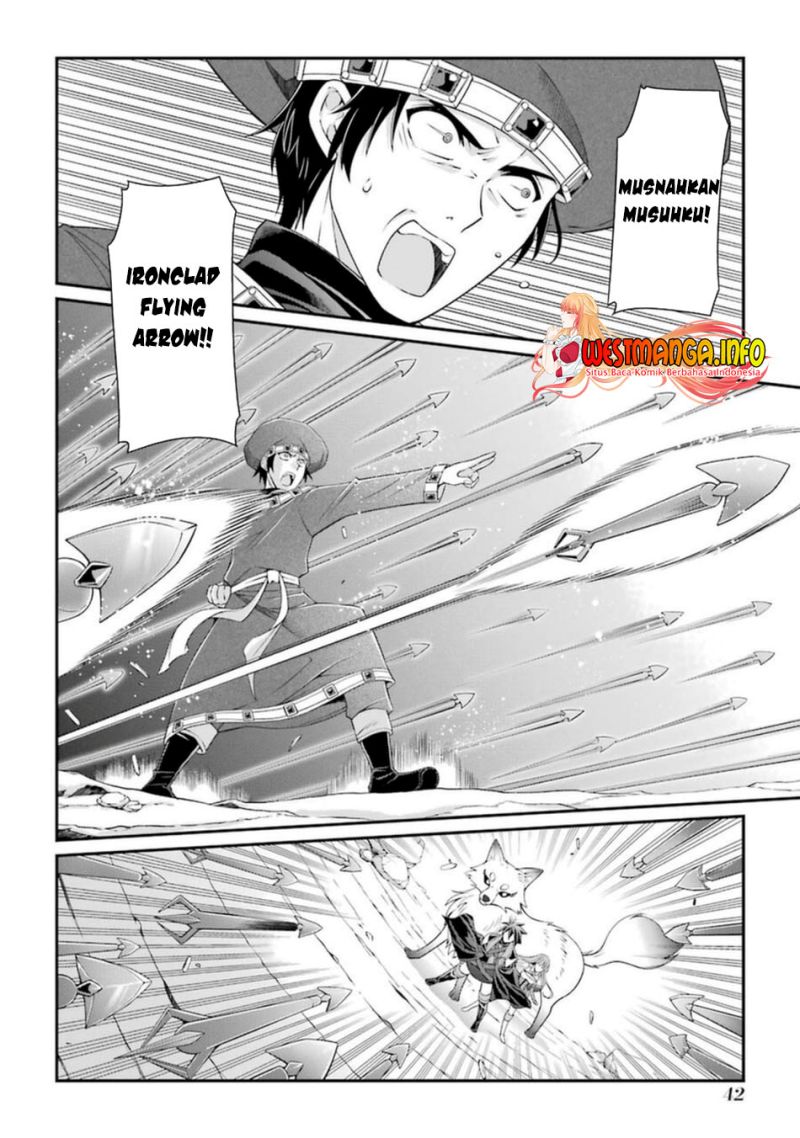 MUSNAHKAN
MUSUHKU!
IRONCLAD
FLYING
ARROW!!
WESTMANGA.INFO
Situs Baca Komik Berbahasa Indonesia
42